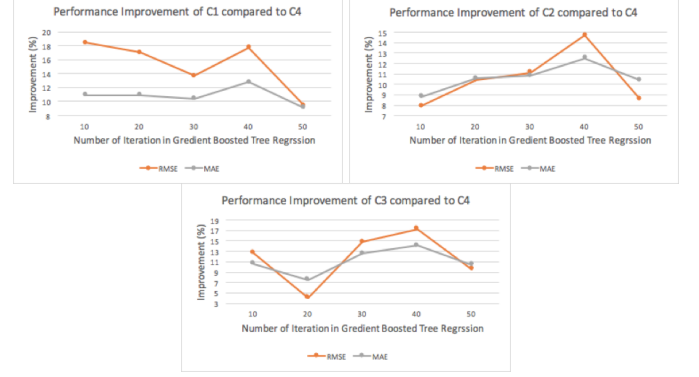 Performance Improvement of C1 compared to C4
Improvement (%)
20
18
16
14
12
10
8
10 20 30 40 50
Number of Iteration in Gredient Boosted Tree Regrssion
RMSE MAE
Performance Improvement of C2 compared to C4
Improvement (%)
15
14
13
12
11
10
9
8
7
10 20 30 40 50
Number of Iteration in Gredient Boosted Tree Regrssion
RMSE MAE
Performance Improvement of C3 compared to C4
Improvement (%)
19
17
15
13
11
9
7
5
3
10 20 30 40 50
Number of Iteration in Gredient Boosted Tree Regrssion
RMSE MAE